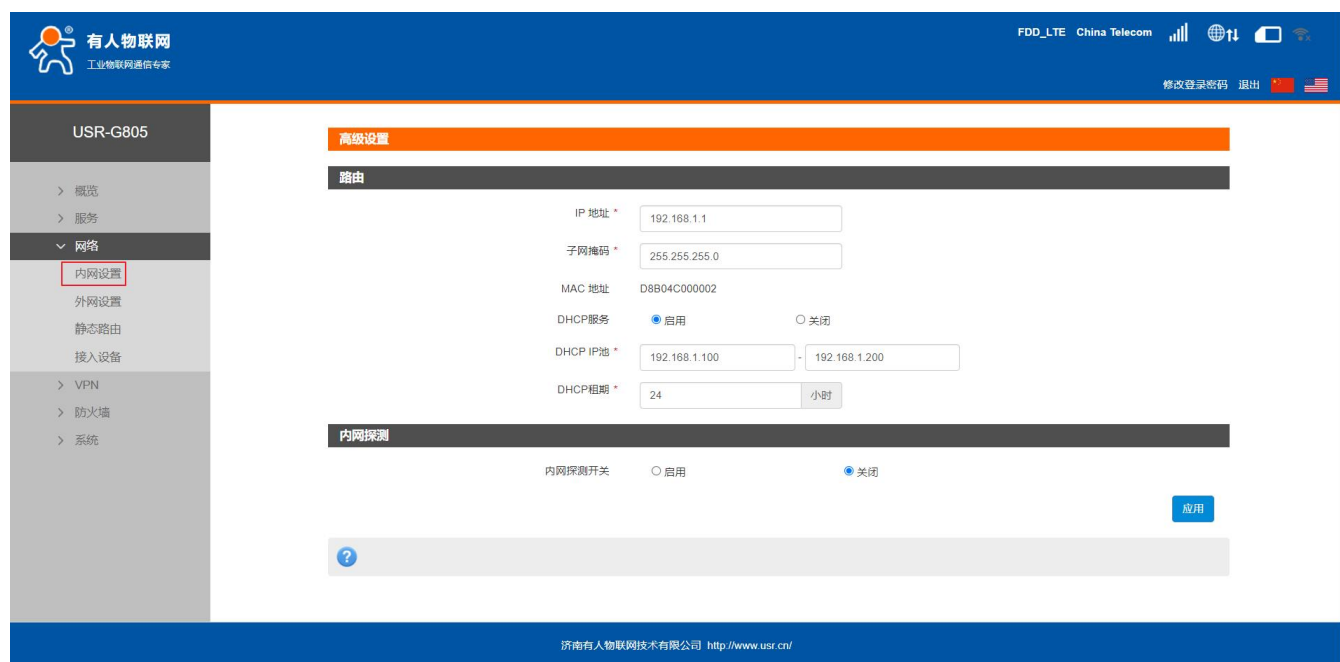 有人物联网
工业物联网通信专家
FDD_LTE China Telecom
修改登录密码 退出
USR-G805
概览
服务
网络
内网设置
外网设置
静态路由
接入设备
VPN
防火墙
系统
高级设置
路由
IP 地址 * 192.168.1.1
子网掩码 * 255.255.255.0
MAC 地址 D8B04C000002
DHCP服务 启用 关闭
DHCP IP池 * 192.168.1.100 - 192.168.1.200
DHCP租期 * 24 小时
内网探测
内网探测开关 启用 关闭
应用
济南有人物联网技术有限公司 http://www.usr.cn/